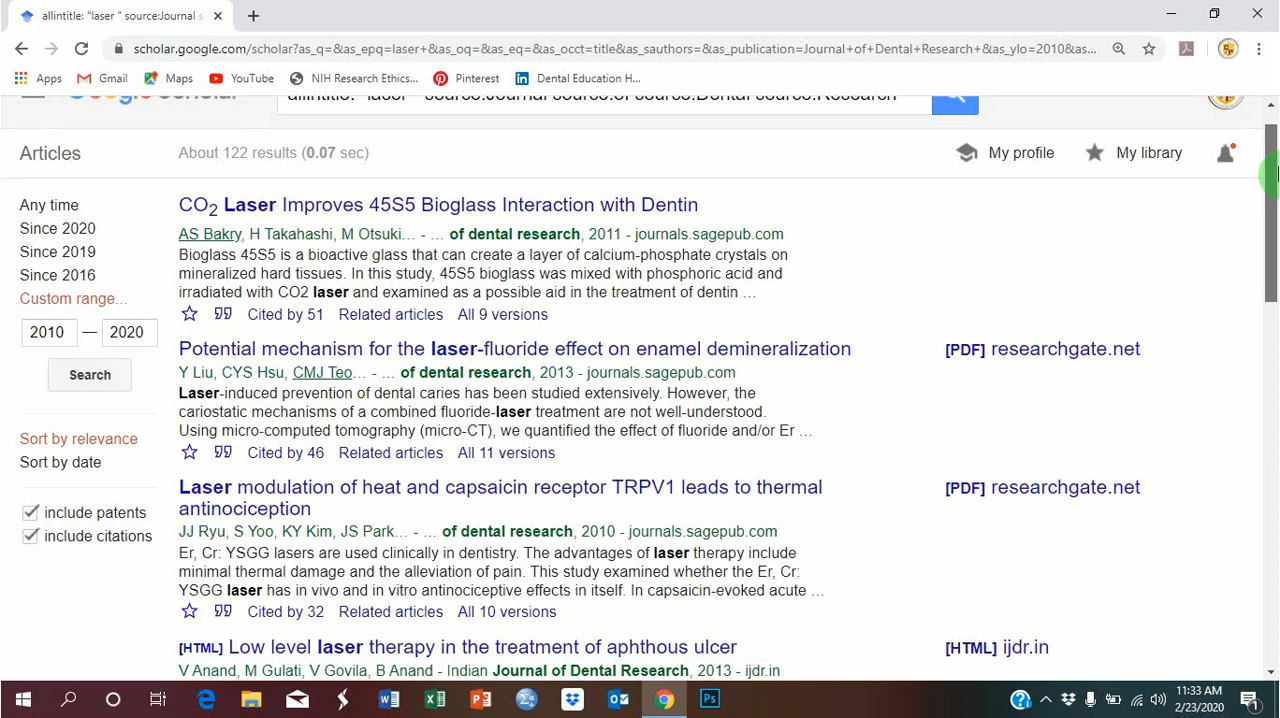 allintitle: "laser " source:Journal s
scholar.google.com/scholar?as_q=&as_epq=laser+&as_oq=&as_eq=&as_occt=title&as_sauthors=&as_publication=Journal+of+Dental+Research+&as_ylo=2010&as...
Apps Gmail Maps YouTube NIH Research Ethics... Pinterest Dental Education H...
Google Scholar allintitle: "laser " source:Journal source:of source:Dental source:Research
Articles About 122 results (0.07 sec) My profile My library
Any time
Since 2020
Since 2019
Since 2016
Custom range...
2010 — 2020
Search
Sort by relevance
Sort by date
include patents
include citations
CO2 Laser Improves 45S5 Bioglass Interaction with Dentin
AS Bakry, H Takahashi, M Otsuki... - ... of dental research, 2011 - journals.sagepub.com
Bioglass 45S5 is a bioactive glass that can create a layer of calcium-phosphate crystals on
mineralized hard tissues. In this study, 45S5 bioglass was mixed with phosphoric acid and
irradiated with CO2 laser and examined as a possible aid in the treatment of dentin ...
Cited by 51 Related articles All 9 versions
Potential mechanism for the laser-fluoride effect on enamel demineralization [PDF] researchgate.net
Y Liu, CYS Hsu, CMJ Teo... - ... of dental research, 2013 - journals.sagepub.com
Laser-induced prevention of dental caries has been studied extensively. However, the
cariostatic mechanisms of a combined fluoride-laser treatment are not well-understood.
Using micro-computed tomography (micro-CT), we quantified the effect of fluoride and/or Er ...
Cited by 46 Related articles All 11 versions
Laser modulation of heat and capsaicin receptor TRPV1 leads to thermal [PDF] researchgate.net
antinociception
JJ Ryu, S Yoo, KY Kim, JS Park... - ... of dental research, 2010 - journals.sagepub.com
Er, Cr: YSGG lasers are used clinically in dentistry. The advantages of laser therapy include
minimal thermal damage and the alleviation of pain. This study examined whether the Er, Cr:
YSGG laser has in vivo and in vitro antinociceptive effects in itself. In capsaicin-evoked acute ...
Cited by 32 Related articles All 10 versions
[HTML] Low level laser therapy in the treatment of aphthous ulcer [HTML] ijdr.in
V Anand, M Gulati, V Govila, B Anand - Indian Journal of Dental Research, 2013 - ijdr.in
11:33 AM
2/23/2020